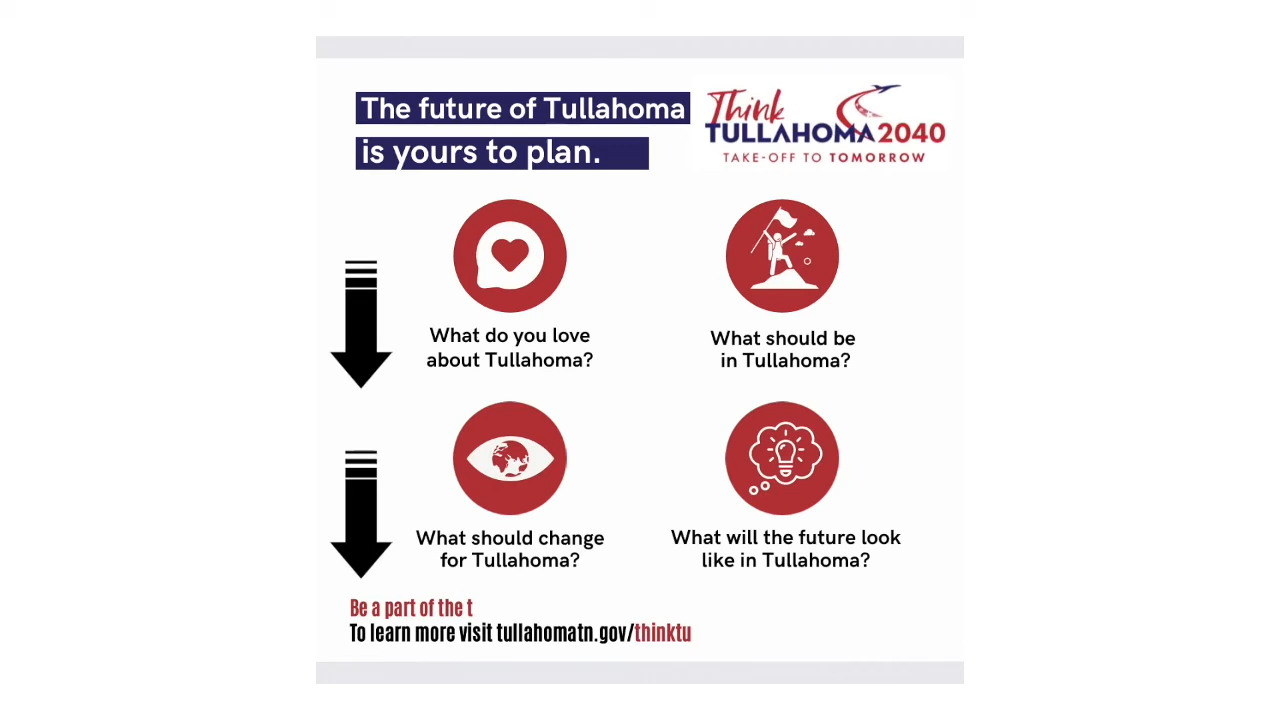 The future of Tullahoma
is yours to plan.
Think
TULLAHOMA 2040
TAKE-OFF TO TOMORROW
What do you love
about Tullahoma?
What should be
in Tullahoma?
What should change
for Tullahoma?
What will the future look
like in Tullahoma?
Be a part of the t
To learn more visit tullahomatn.gov/thinktu